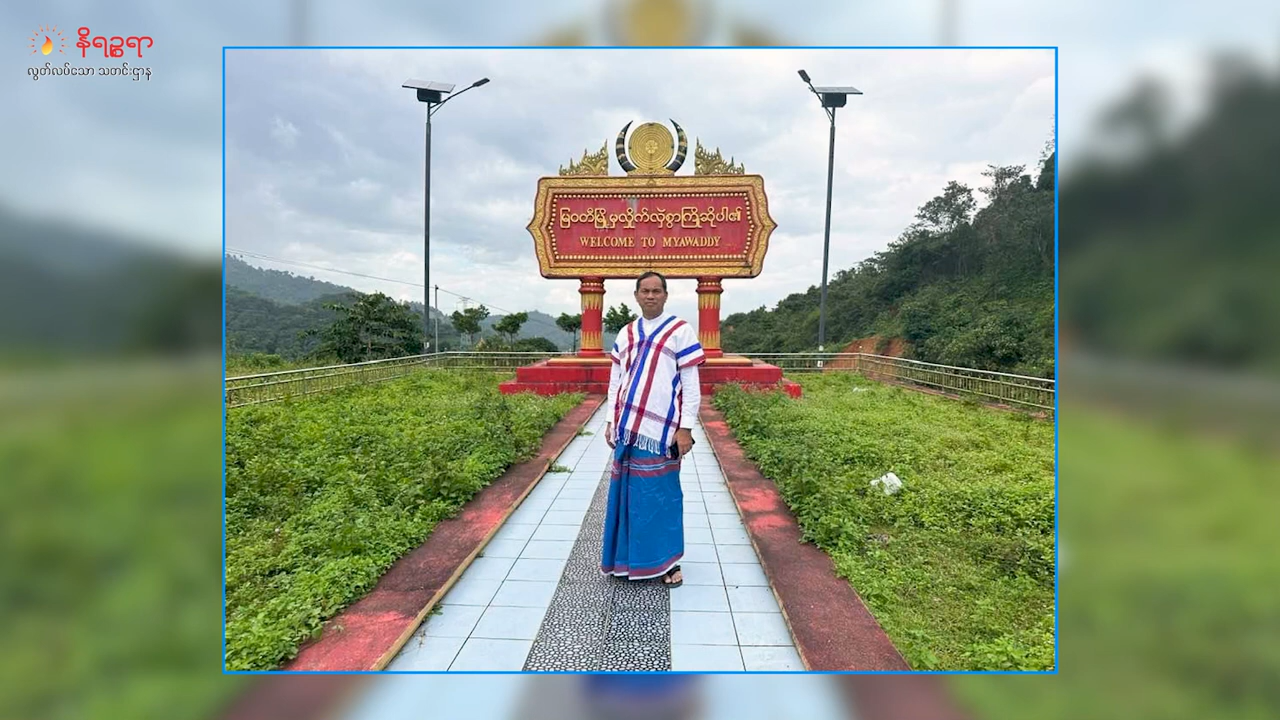 နိရဉ္စရာ
လွတ်လပ်သော သတင်းဌာန
မြဝတီမြို့မှလှိုက်လှဲစွာကြိုဆိုပါ၏
WELCOME TO MYAWADDY